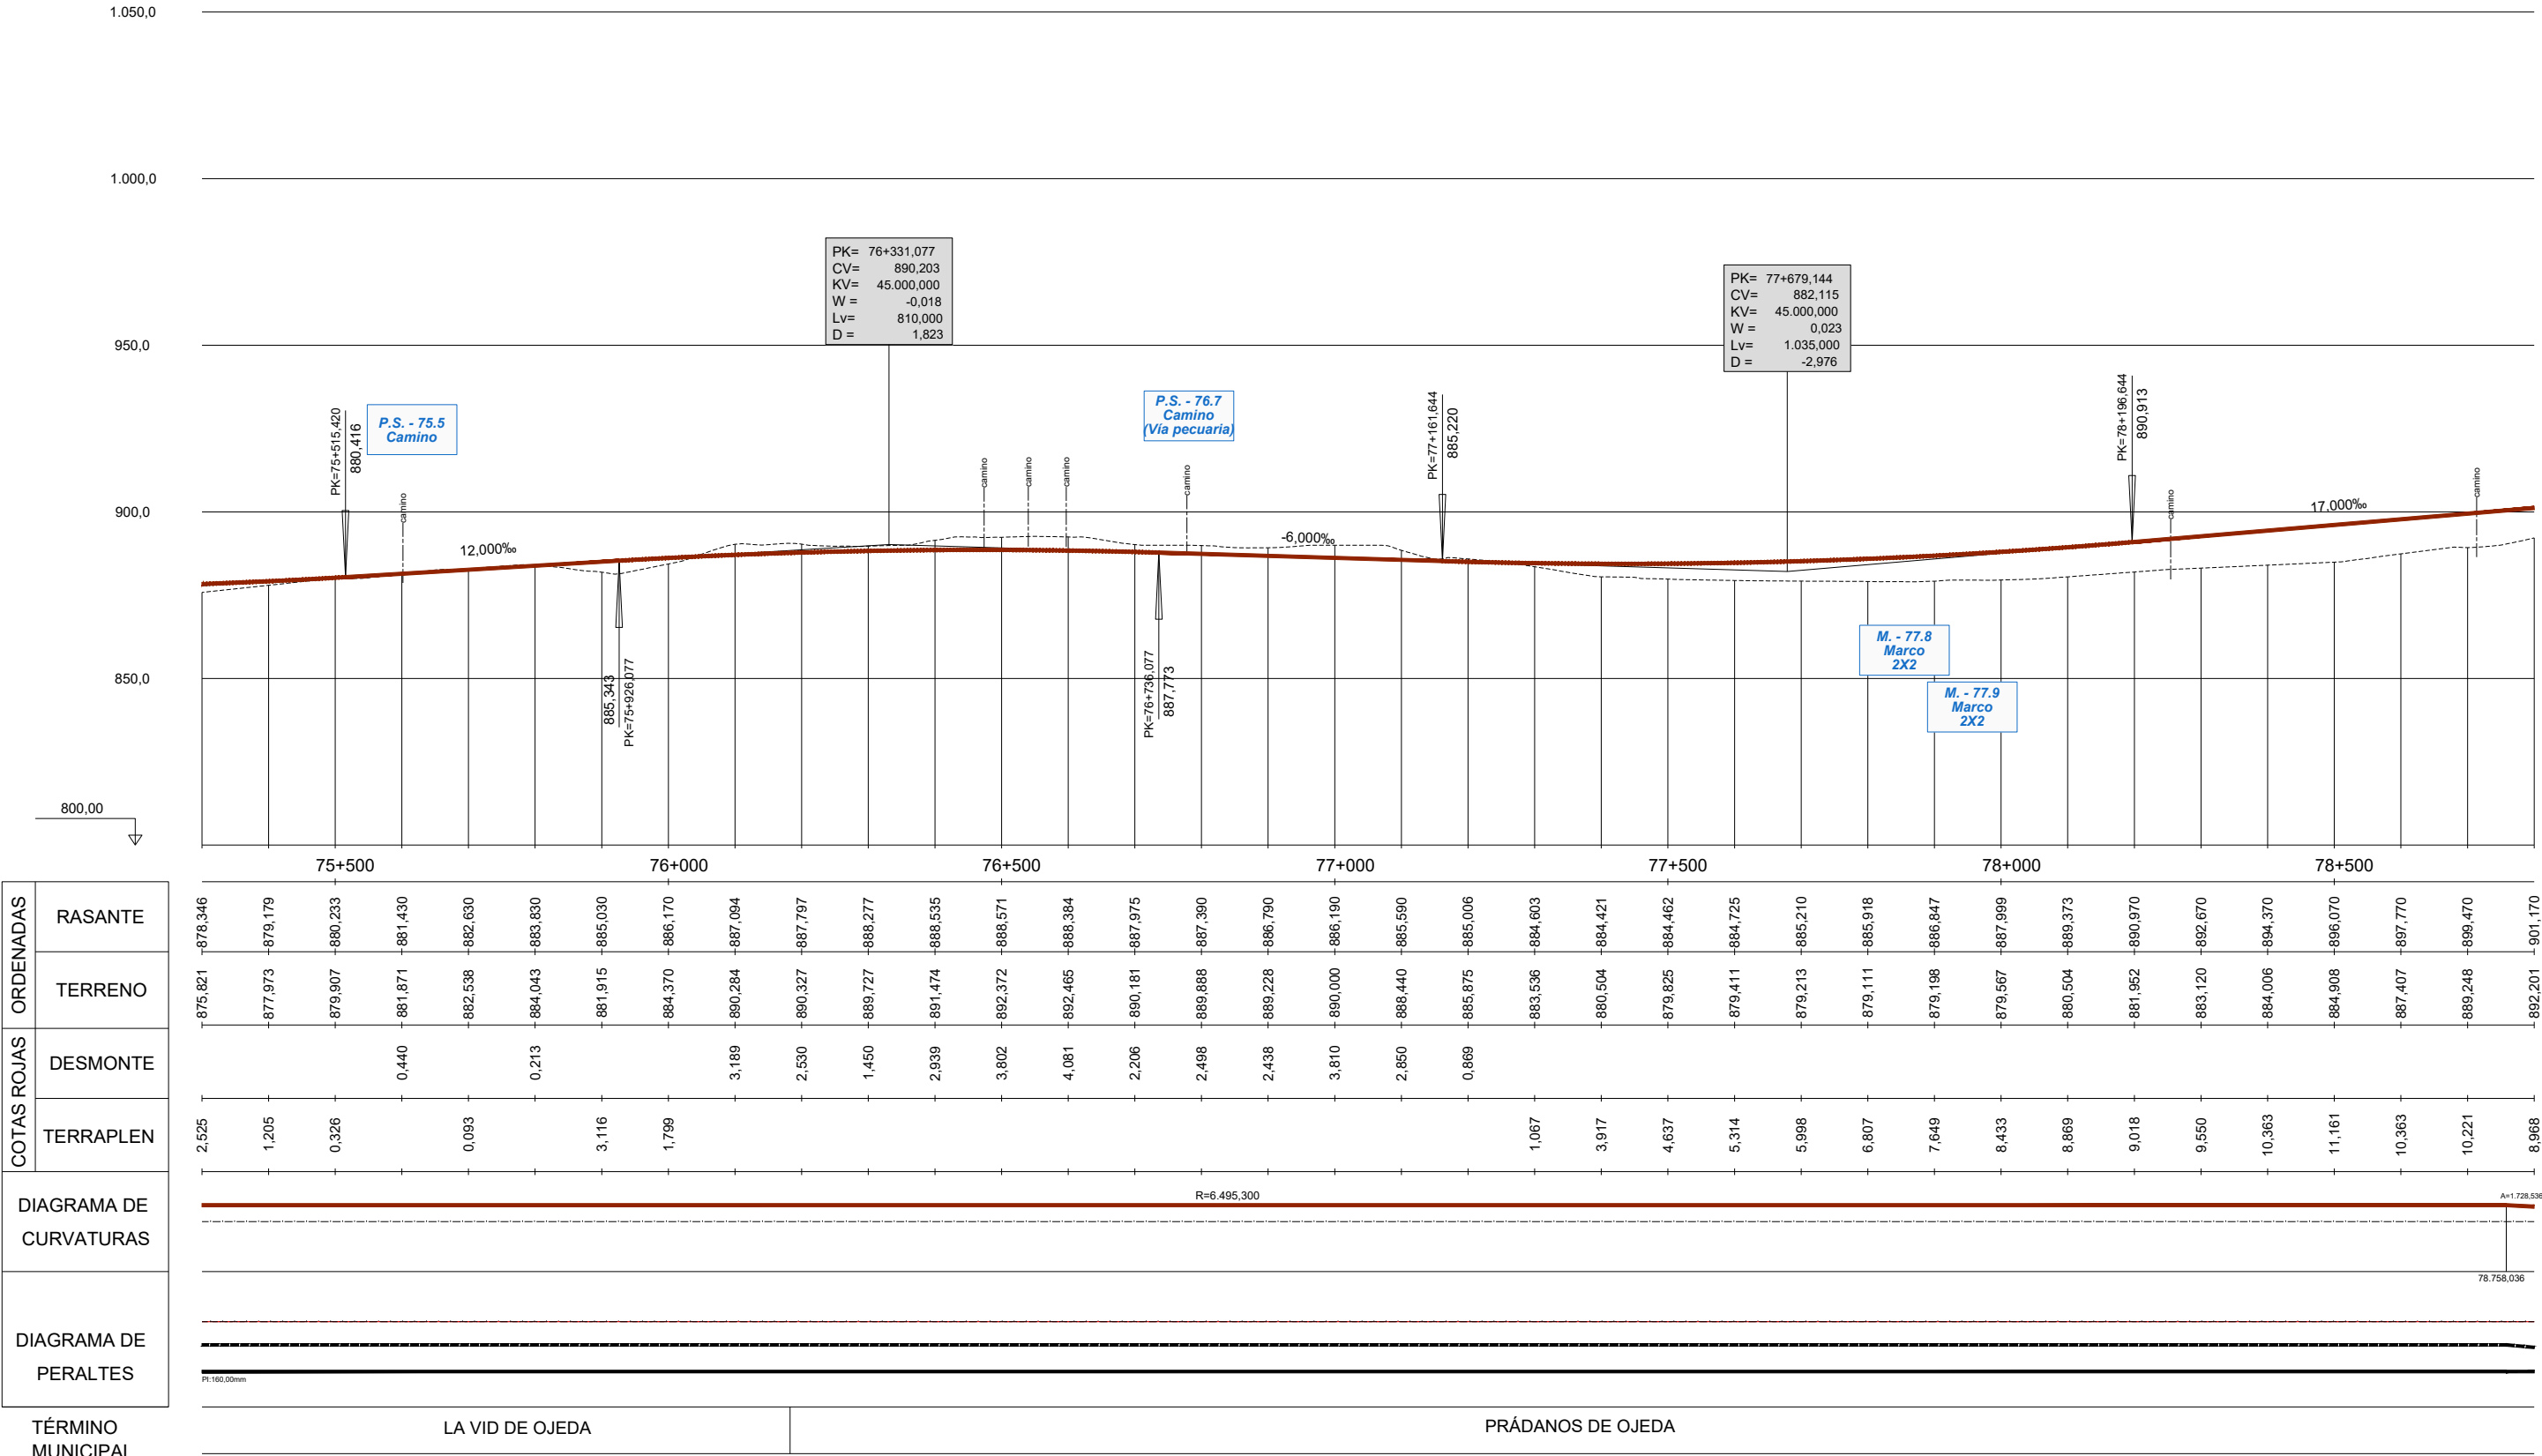 1.050,0
1.000,0
950,0
900,0
850,0
800,00
PK= 76+331,077
CV= 890,203
KV= 45.000,000
W = -0,018
Lv= 810,000
D = 1,823
PK= 77+679,144
CV= 882,115
KV= 45.000,000
W = 0,023
Lv= 1.035,000
D = -2,976
PK=75+515,420
880,416
P.S. - 75.5
Camino
camino
12,000‰
885,343
PK=75+926,077
camino
camino
camino
P.S. - 76.7
Camino
(Vía pecuaria)
camino
PK=76+736,077
887,773
-6,000‰
PK=77+161,644
885,220
M. - 77.8
Marco
2X2
M. - 77.9
Marco
2X2
PK=78+196,644
890,913
camino
17,000‰
camino
75+500 76+000 76+500 77+000 77+500 78+000 78+500
ORDENADAS
RASANTE
878,346 879,179 880,233 881,430 882,630 883,830 885,030 886,170 887,094 887,797 888,277 888,535 888,571 888,384 887,975 887,390 886,790 886,190 885,590 885,006 884,603 884,421 884,462 884,725 885,210 885,918 886,847 887,999 889,373 890,970 892,670 894,370 896,070 897,770 899,470 901,170
TERRENO
875,821 877,973 879,907 881,871 882,538 884,043 881,915 884,370 890,284 890,327 889,727 891,474 892,372 892,465 890,181 889,888 889,228 890,000 888,440 885,875 883,536 880,504 879,825 879,411 879,213 879,111 879,198 879,567 880,504 881,952 883,120 884,006 884,908 887,407 889,248 892,201
COTAS ROJAS
DESMONTE
0,440 0,213 3,189 2,530 1,450 2,939 3,802 4,081 2,206 2,498 2,438 3,810 2,850 0,869
TERRAPLEN
2,525 1,205 0,326 0,093 3,116 1,799 1,067 3,917 4,637 5,314 5,998 6,807 7,649 8,433 8,869 9,018 9,550 10,363 11,161 10,363 10,221 8,968
DIAGRAMA DE
CURVATURAS
R=6.495,300
A=1.728,536
78.758,036
DIAGRAMA DE
PERALTES
PI:160,00mm
TÉRMINO
MUNICIPAL
LA VID DE OJEDA
PRÁDANOS DE OJEDA